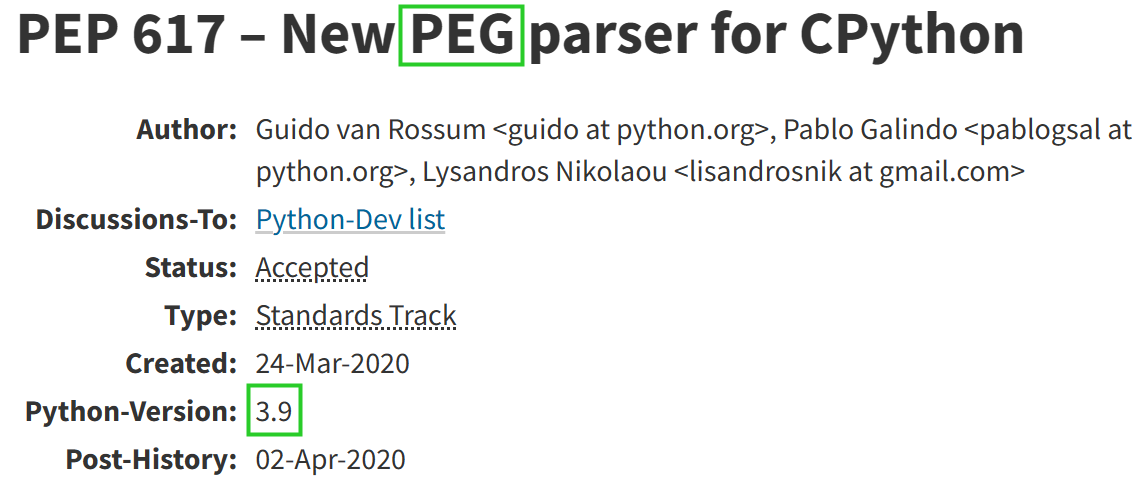 PEP 617 – New PEG parser for CPython
Author: Guido van Rossum <guido at python.org>, Pablo Galindo <pablogsal at
python.org>, Lysandros Nikolaou <lisandrosnik at gmail.com>
Discussions-To: Python-Dev list
Status: Accepted
Type: Standards Track
Created: 24-Mar-2020
Python-Version: 3.9
Post-History: 02-Apr-2020